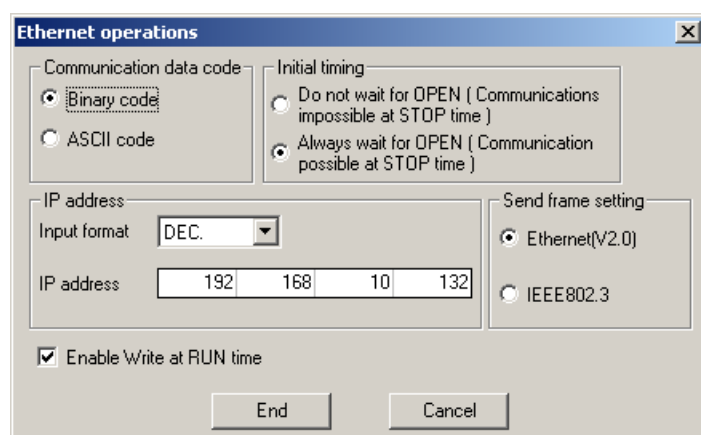 Ethernet operations
Communication data code
Binary code
ASCII code
Initial timing
Do not wait for OPEN ( Communications
impossible at STOP time )
Always wait for OPEN ( Communication
possible at STOP time )
IP address
Input format DEC.
IP address 192 168 10 132
Send frame setting
Ethernet(V2.0)
IEEE802.3
Enable Write at RUN time
End Cancel